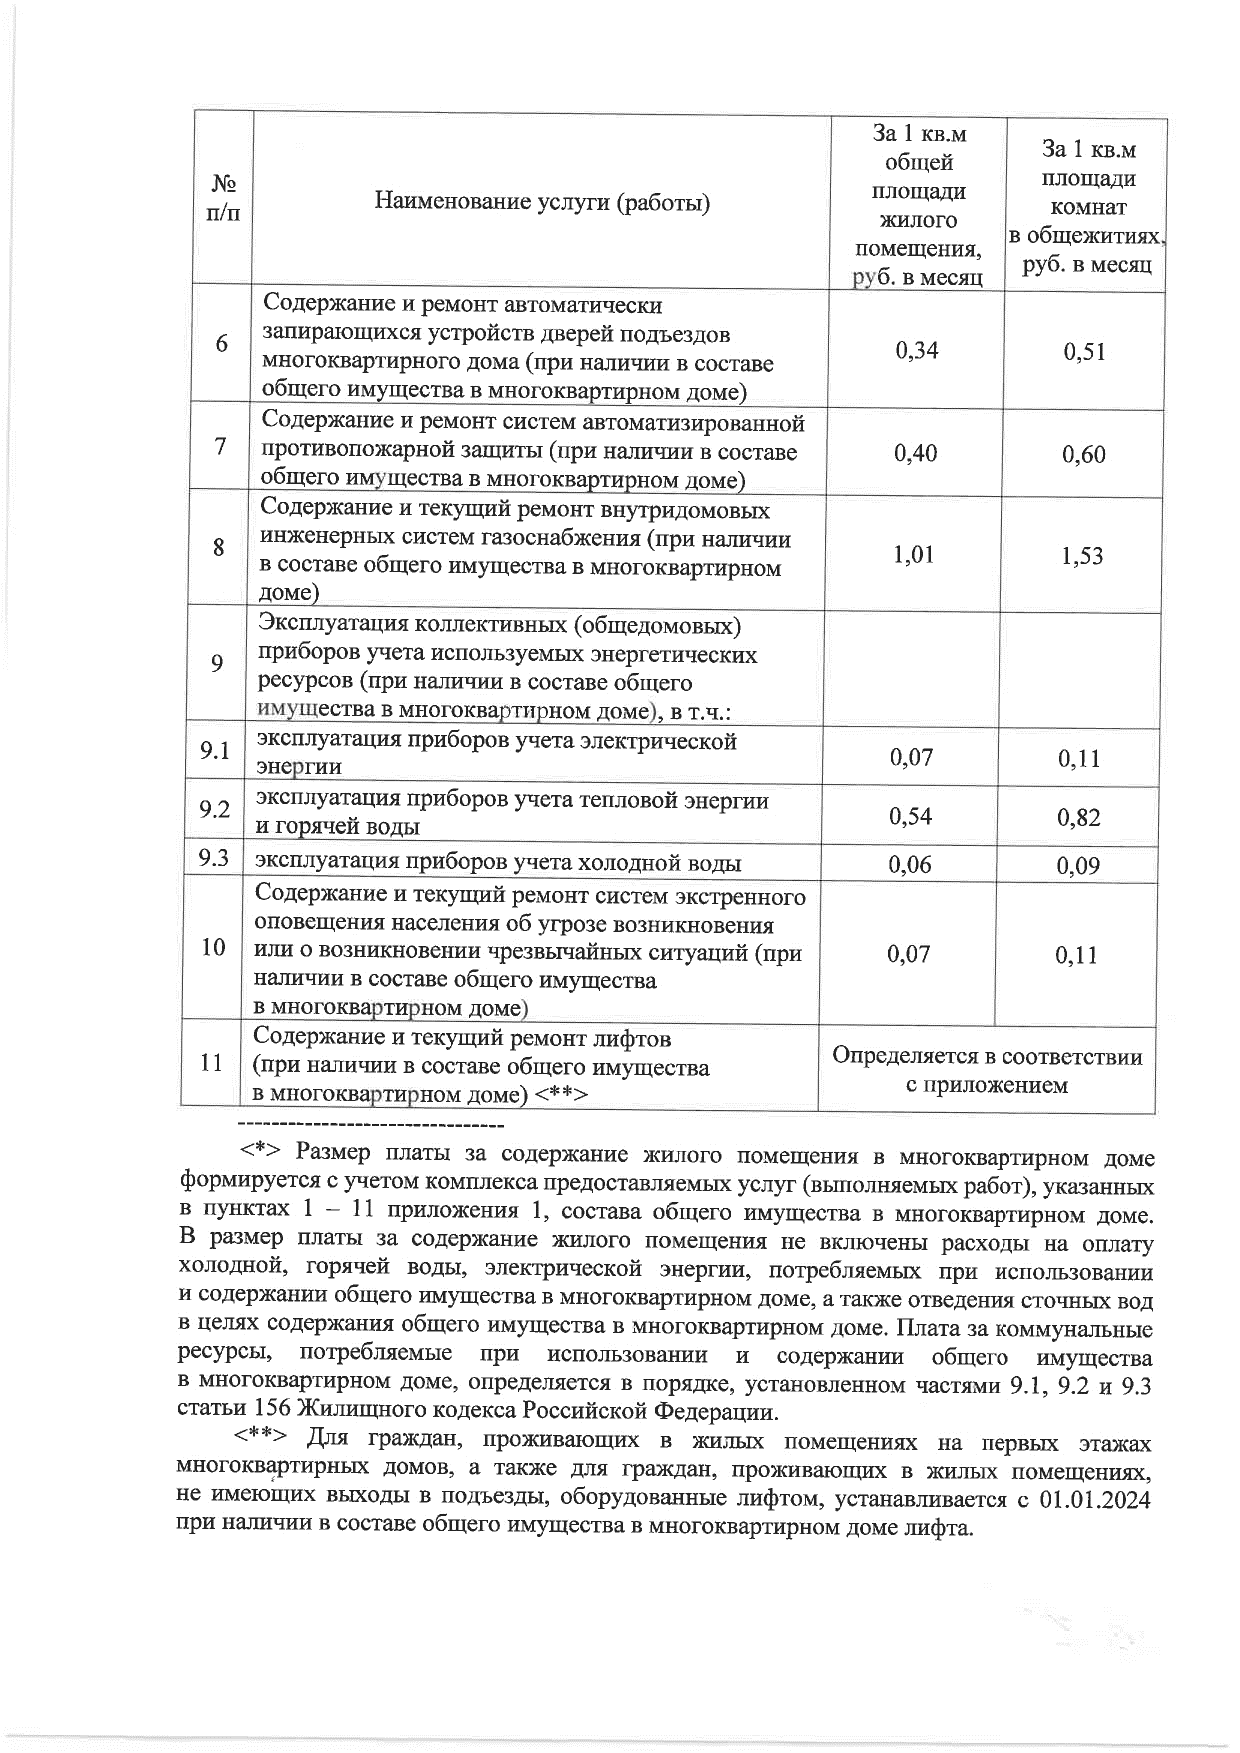 №
п/п
Наименование услуги (работы)
За 1 кв.м
общей
площади
жилого
помещения,
руб. в месяц
За 1 кв.м
площади
комнат
в общежитиях,
руб. в месяц
6
Содержание и ремонт автоматически
запирающихся устройств дверей подъездов
многоквартирного дома (при наличии в составе
общего имущества в многоквартирном доме)
0,34
0,51
7
Содержание и ремонт систем автоматизированной
противопожарной защиты (при наличии в составе
общего имущества в многоквартирном доме)
0,40
0,60
8
Содержание и текущий ремонт внутридомовых
инженерных систем газоснабжения (при наличии
в составе общего имущества в многоквартирном
доме)
1,01
1,53
9
Эксплуатация коллективных (общедомовых)
приборов учета используемых энергетических
ресурсов (при наличии в составе общего
имущества в многоквартирном доме), в т.ч.:
9.1
эксплуатация приборов учета электрической
энергии
0,07
0,11
9.2
эксплуатация приборов учета тепловой энергии
и горячей воды
0,54
0,82
9.3
эксплуатация приборов учета холодной воды
0,06
0,09
10
Содержание и текущий ремонт систем экстренного
оповещения населения об угрозе возникновения
или о возникновении чрезвычайных ситуаций (при
наличии в составе общего имущества
в многоквартирном доме)
0,07
0,11
11
Содержание и текущий ремонт лифтов
(при наличии в составе общего имущества
в многоквартирном доме) <**>
Определяется в соответствии
с приложением
--------------------------------
<*> Размер платы за содержание жилого помещения в многоквартирном доме
формируется с учетом комплекса предоставляемых услуг (выполняемых работ), указанных
в пунктах 1 – 11 приложения 1, состава общего имущества в многоквартирном доме.
В размер платы за содержание жилого помещения не включены расходы на оплату
холодной, горячей воды, электрической энергии, потребляемых при использовании
и содержании общего имущества в многоквартирном доме, а также отведения сточных вод
в целях содержания общего имущества в многоквартирном доме. Плата за коммунальные
ресурсы, потребляемые при использовании и содержании общего имущества
в многоквартирном доме, определяется в порядке, установленном частями 9.1, 9.2 и 9.3
статьи 156 Жилищного кодекса Российской Федерации.
<**> Для граждан, проживающих в жилых помещениях на первых этажах
многоквартирных домов, а также для граждан, проживающих в жилых помещениях,
не имеющих выходы в подъезды, оборудованные лифтом, устанавливается с 01.01.2024
при наличии в составе общего имущества в многоквартирном доме лифта.